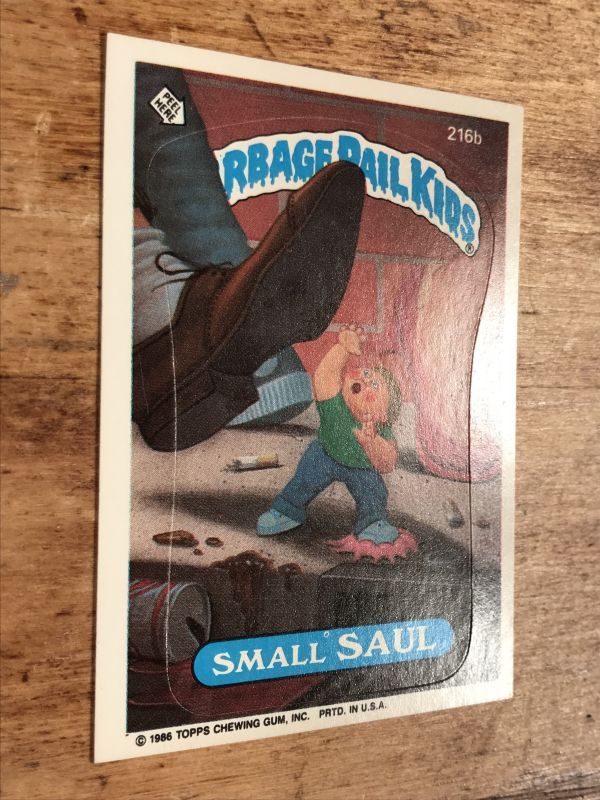 PEEL
HERE
216b
RBAGE PAIL KIDS
®
SMALL SAUL
© 1986 TOPPS CHEWING GUM, INC. PRTD. IN U.S.A.